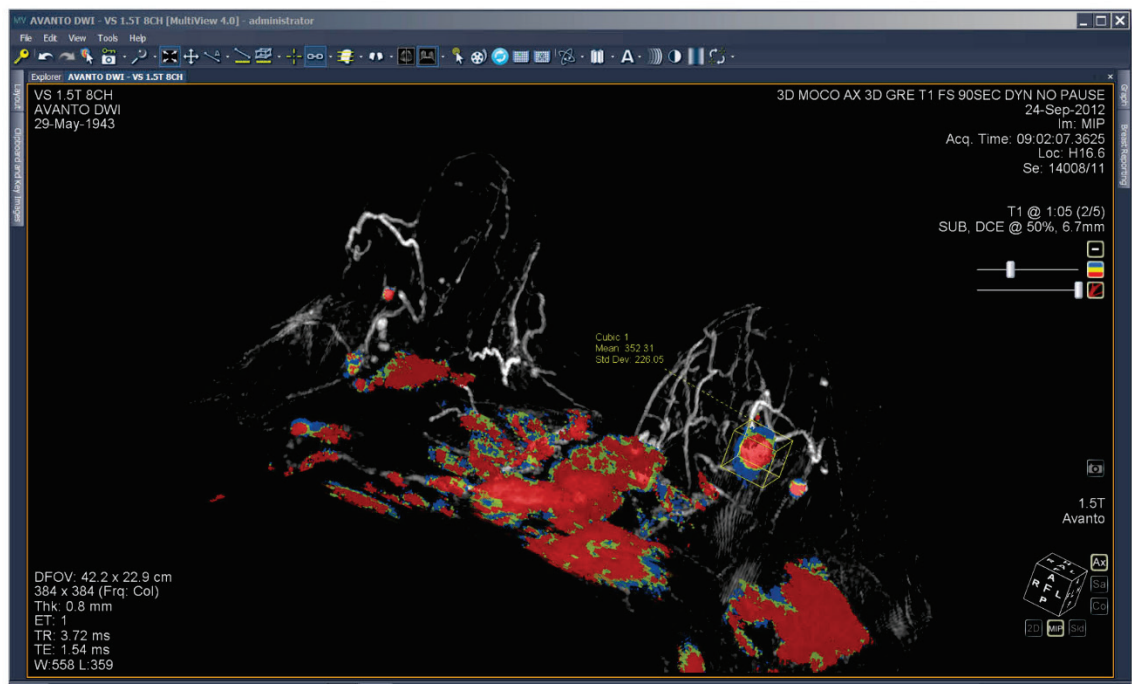 MV AVANTO DWI - VS 1.5T 8CH [MultiView 4.0] - administrator
File Edit View Tools Help
A
Explorer AVANTO DWI - VS 1.5T 8CH
Layout
Clipboard and Key Images
Graph
Breast Reporting
VS 1.5T 8CH
AVANTO DWI
29-May-1943
3D MOCO AX 3D GRE T1 FS 90SEC DYN NO PAUSE
24-Sep-2012
Im: MIP
Acq. Time: 09:02:07.3625
Loc: H16.6
Se: 14008/11
T1 @ 1:05 (2/5)
SUB, DCE @ 50%, 6.7mm
Cubic 1
Mean 352.31
Std Dev: 226.05
1.5T
Avanto
DFOV: 42.2 x 22.9 cm
384 x 384 (Frq: Col)
Thk: 0.8 mm
ET: 1
TR: 3.72 ms
TE: 1.54 ms
W:558 L:359
Ax
Sa
Co
2D MIP